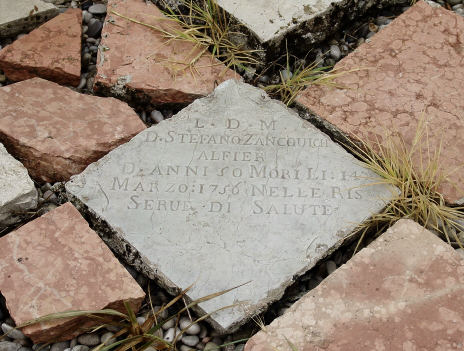 L · D · M
D. STEFANO ZANCOVICH
ALFIER
D: ANNI 50 MORI LI: 14
MARZO: 1756: NELLE RIS
SERUE · DI SALUTE